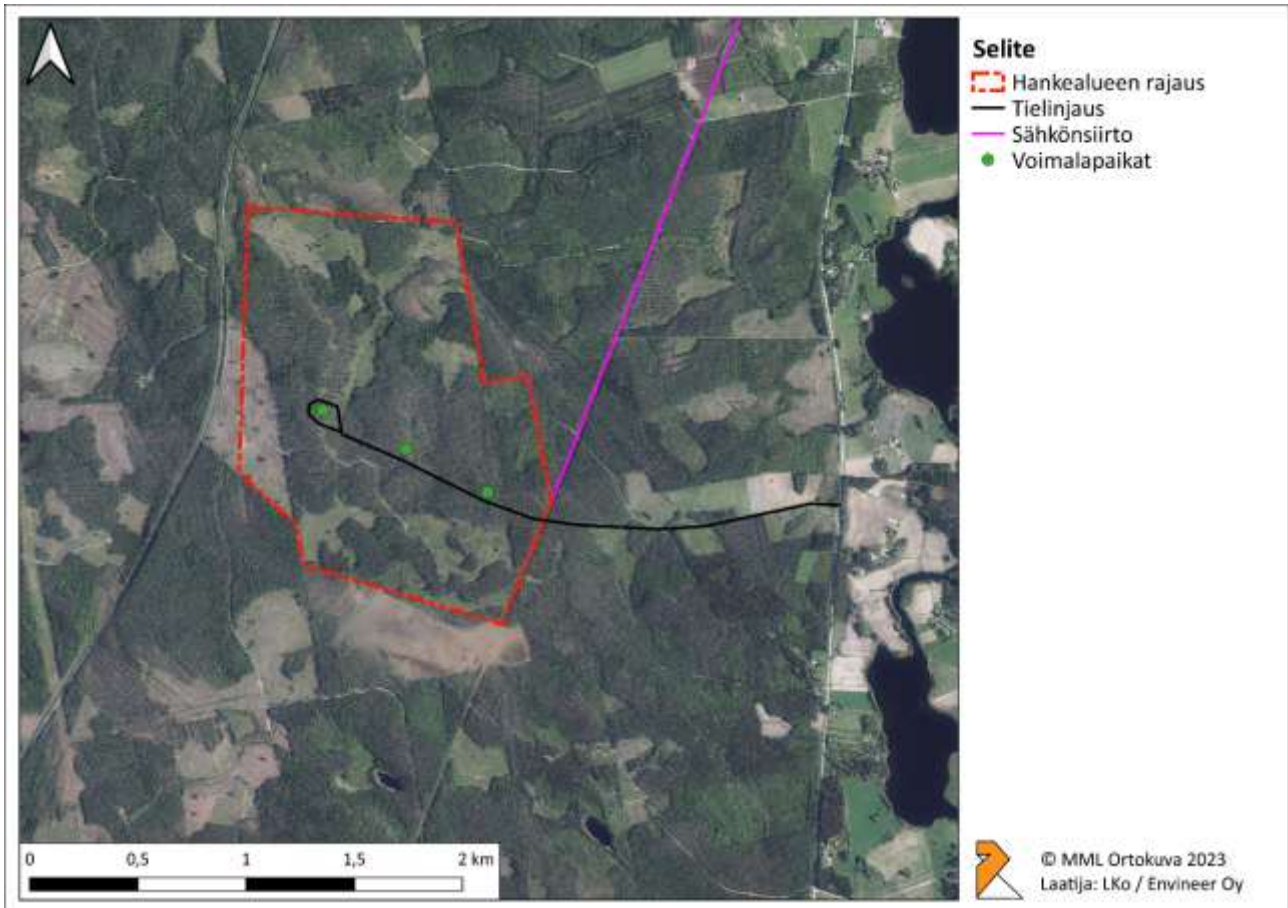 Selite
Hankealueen rajaus
Tielinjaus
Sähkönsiirto
Voimalapaikat
0 0,5 1 1,5 2 km
© MML Ortokuva 2023
Laatija: LKo / Envineer Oy